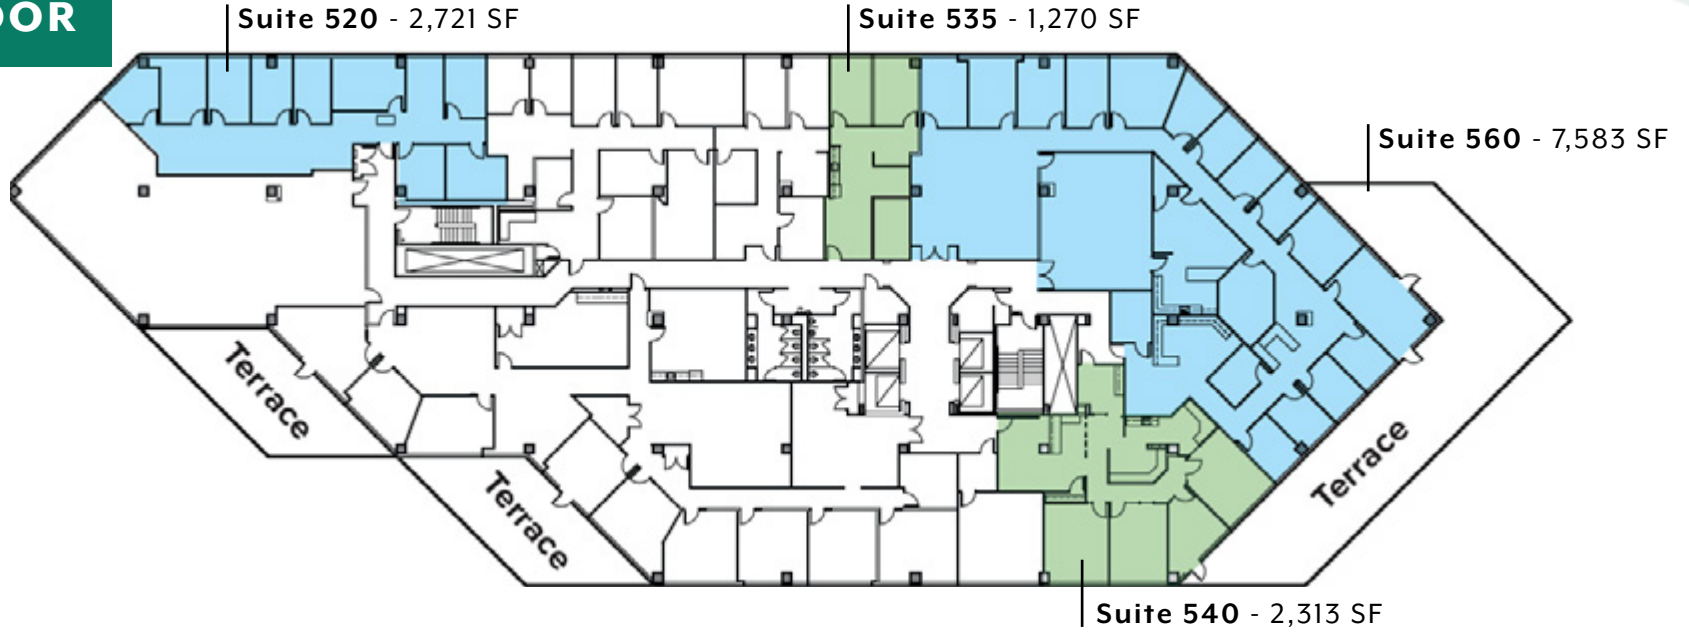 OOR
Suite 520 - 2,721 SF
Suite 535 - 1,270 SF
Suite 560 - 7,583 SF
Terrace
Terrace
Terrace
Suite 540 - 2,313 SF